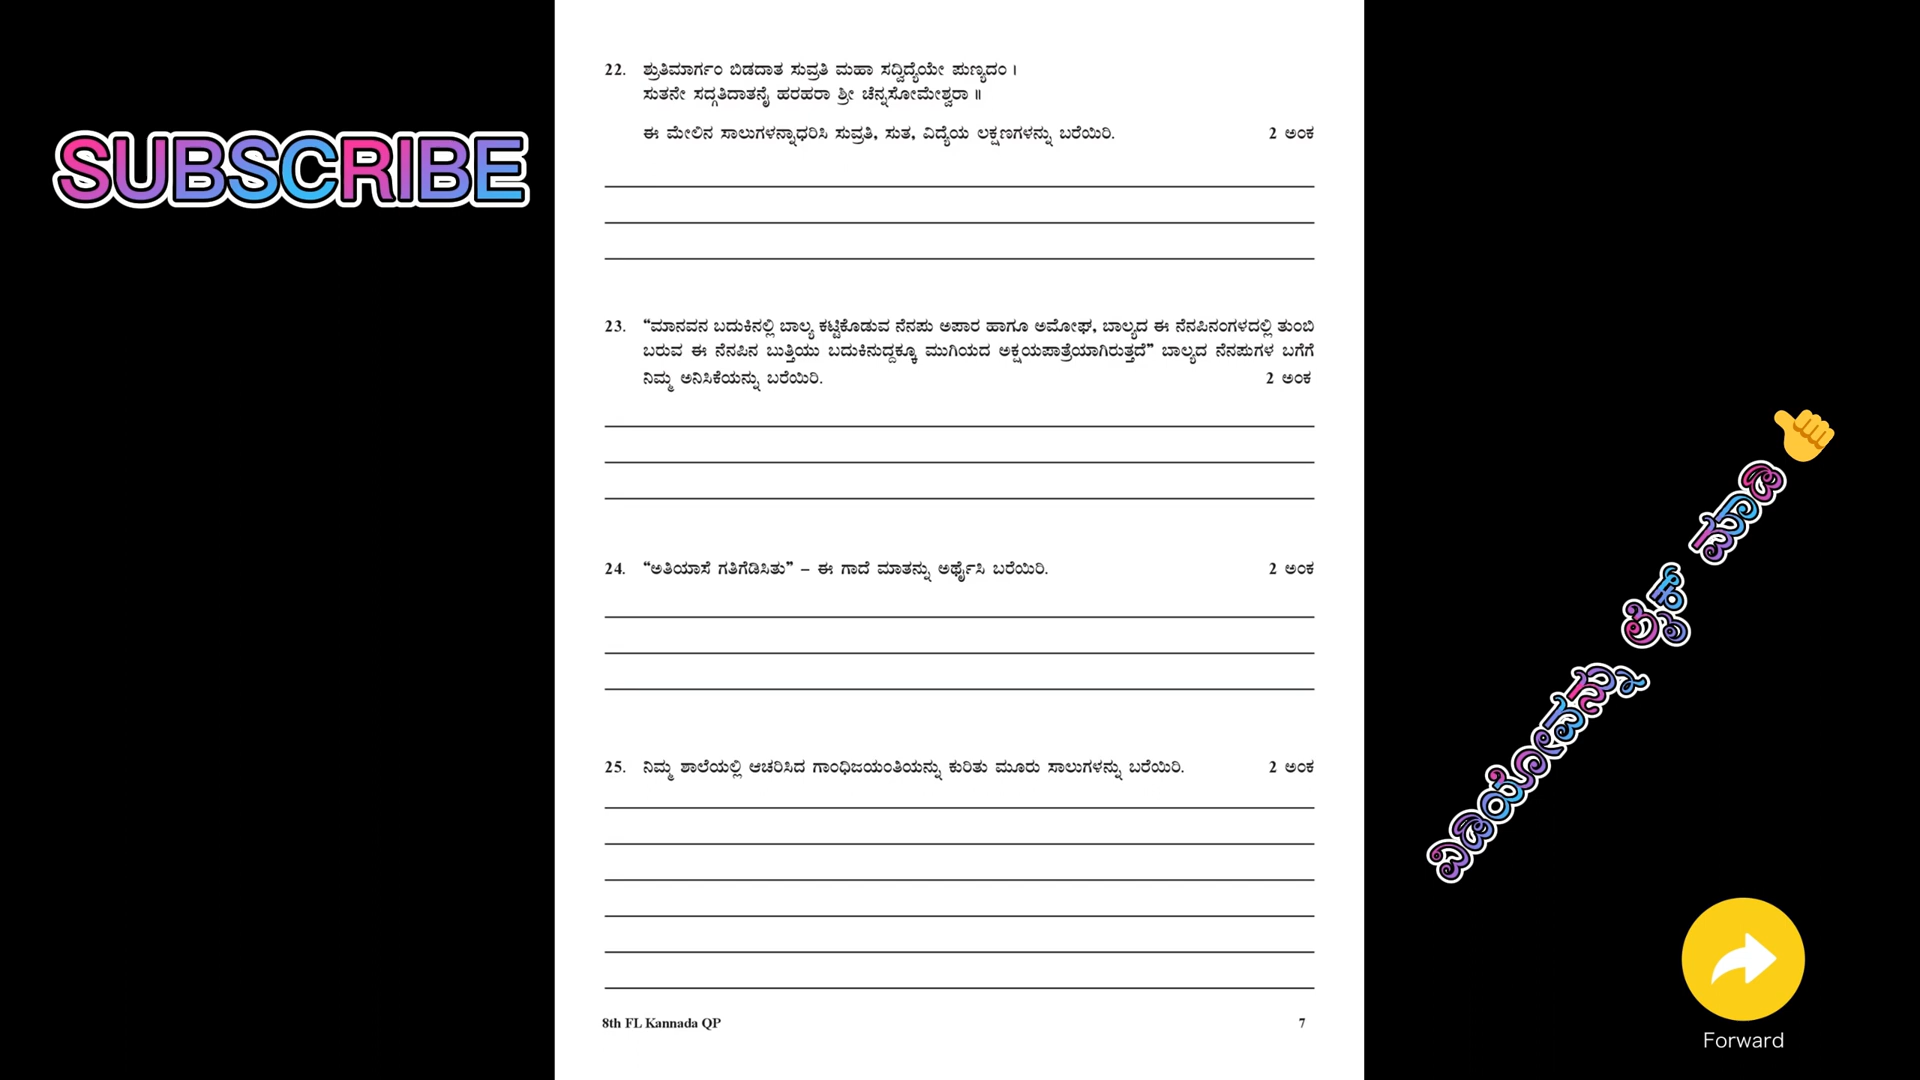 SUBSCRIBE
22. ಶ್ರುತಿಮಾರ್ಗಂ ಬಿಡದಾತ ಸುವ್ರತಿ ಮಹಾ ಸದ್ವಿದ್ಯೆಯೇ ಪುಣ್ಯದಂ ।
ಸುತನೇ ಸದ್ಗತಿದಾತನೈ ಹರಹರಾ ಶ್ರೀ ಚೆನ್ನಸೋಮೇಶ್ವರಾ ॥
ಈ ಮೇಲಿನ ಸಾಲುಗಳನ್ನಾಧರಿಸಿ ಸುವ್ರತಿ, ಸುತ, ವಿದ್ಯೆಯ ಲಕ್ಷಣಗಳನ್ನು ಬರೆಯಿರಿ. 2 ಅಂಕ
23. “ಮಾನವನ ಬದುಕಿನಲ್ಲಿ ಬಾಲ್ಯ ಕಟ್ಟಿಕೊಡುವ ನೆನಪು ಅಪಾರ ಹಾಗೂ ಅಮೋಘ, ಬಾಲ್ಯದ ಈ ನೆನಪಿನಂಗಳದಲ್ಲಿ ತುಂಬಿ
ಬರುವ ಈ ನೆನಪಿನ ಬುತ್ತಿಯು ಬದುಕಿನುದ್ದಕ್ಕೂ ಮುಗಿಯದ ಅಕ್ಷಯಪಾತ್ರೆಯಾಗಿರುತ್ತದೆ” ಬಾಲ್ಯದ ನೆನಪುಗಳ ಬಗೆಗೆ
ನಿಮ್ಮ ಅನಿಸಿಕೆಯನ್ನು ಬರೆಯಿರಿ. 2 ಅಂಕ
24. “ಅತಿಯಾಸೆ ಗತಿಗೆಡಿಸಿತು” – ಈ ಗಾದೆ ಮಾತನ್ನು ಅರ್ಥೈಸಿ ಬರೆಯಿರಿ. 2 ಅಂಕ
25. ನಿಮ್ಮ ಶಾಲೆಯಲ್ಲಿ ಆಚರಿಸಿದ ಗಾಂಧಿಜಯಂತಿಯನ್ನು ಕುರಿತು ಮೂರು ಸಾಲುಗಳನ್ನು ಬರೆಯಿರಿ. 2 ಅಂಕ
8th FL Kannada QP 7
ವಿಡಿಯೋವನ್ನು ಲೈಕ್ ಮಾಡಿ
Forward